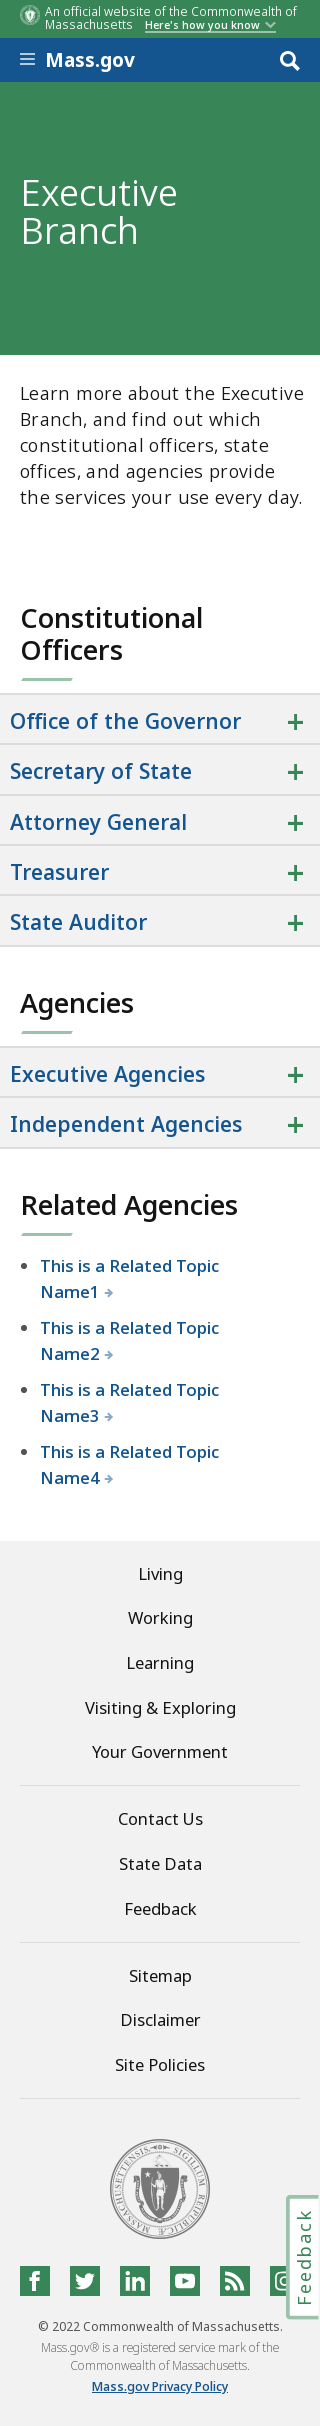 An official website of the Commonwealth of
Massachusetts Here's how you know
Mass.gov
Executive
Branch
Learn more about the Executive
Branch, and find out which
constitutional officers, state
offices, and agencies provide
the services your use every day.
Constitutional
Officers
Office of the Governor
Secretary of State
Attorney General
Treasurer
State Auditor
Agencies
Executive Agencies
Independent Agencies
Related Agencies
This is a Related Topic
Name1
This is a Related Topic
Name2
This is a Related Topic
Name3
This is a Related Topic
Name4
Living
Working
Learning
Visiting & Exploring
Your Government
Contact Us
State Data
Feedback
Sitemap
Disclaimer
Site Policies
Feedback
© 2022 Commonwealth of Massachusetts.
Mass.gov® is a registered service mark of the
Commonwealth of Massachusetts.
Mass.gov Privacy Policy